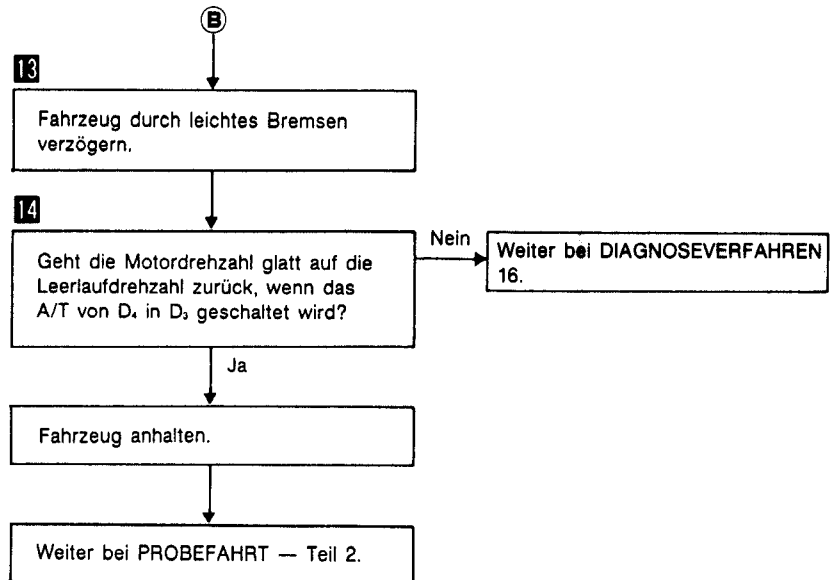 B
13
Fahrzeug durch leichtes Bremsen
verzögern.
14
Geht die Motordrehzahl glatt auf die
Leerlaufdrehzahl zurück, wenn das
A/T von D₄ in D₃ geschaltet wird?
Nein
Weiter bei DIAGNOSEVERFAHREN
16.
Ja
Fahrzeug anhalten.
Weiter bei PROBEFAHRT — Teil 2.